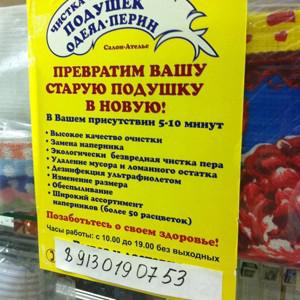 ЧИСТКА
ПОДУШЕК
ОДЕЯЛ-ПЕРИН
Салон-Ателье
ПРЕВРАТИМ ВАШУ
СТАРУЮ ПОДУШКУ
В НОВУЮ!
В Вашем присутствии 5-10 минут
• Высокое качество очистки
• Замена наперника
• Экологически безвредная чистка пера
• Удаление мусора и ломанного остатка
• Дезинфекция ультрафиолетом
• Изменение размера
• Обеспыливание
• Широкий ассортимент
наперников (более 50 расцветок)
Позаботьтесь о своем здоровье!
Часы работы: с 10.00 до 19.00 без выходных
8 913 019 07 53